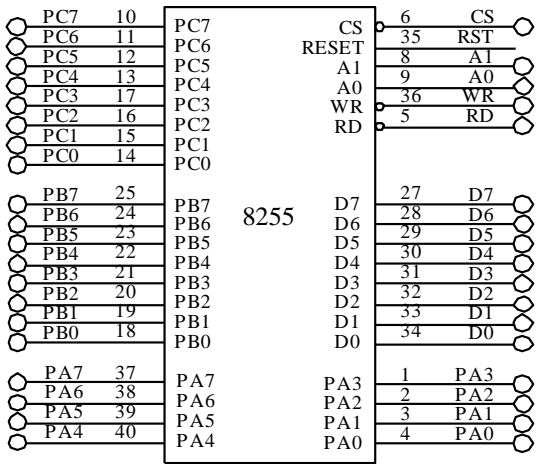 PC7 10 PC7 CS 6 CS
PC6 11 PC6 RESET 35 RST
PC5 12 PC5 A1 8 A1
PC4 13 PC4 A0 9 A0
PC3 17 PC3 WR 36 WR
PC2 16 PC2 RD 5 RD
PC1 15 PC1
PC0 14 PC0
PB7 25 PB7 D7 27 D7
PB6 24 PB6 8255 D6 28 D6
PB5 23 PB5 D5 29 D5
PB4 22 PB4 D4 30 D4
PB3 21 PB3 D3 31 D3
PB2 20 PB2 D2 32 D2
PB1 19 PB1 D1 33 D1
PB0 18 PB0 D0 34 D0
PA7 37 PA7 PA3 1 PA3
PA6 38 PA6 PA2 2 PA2
PA5 39 PA5 PA1 3 PA1
PA4 40 PA4 PA0 4 PA0